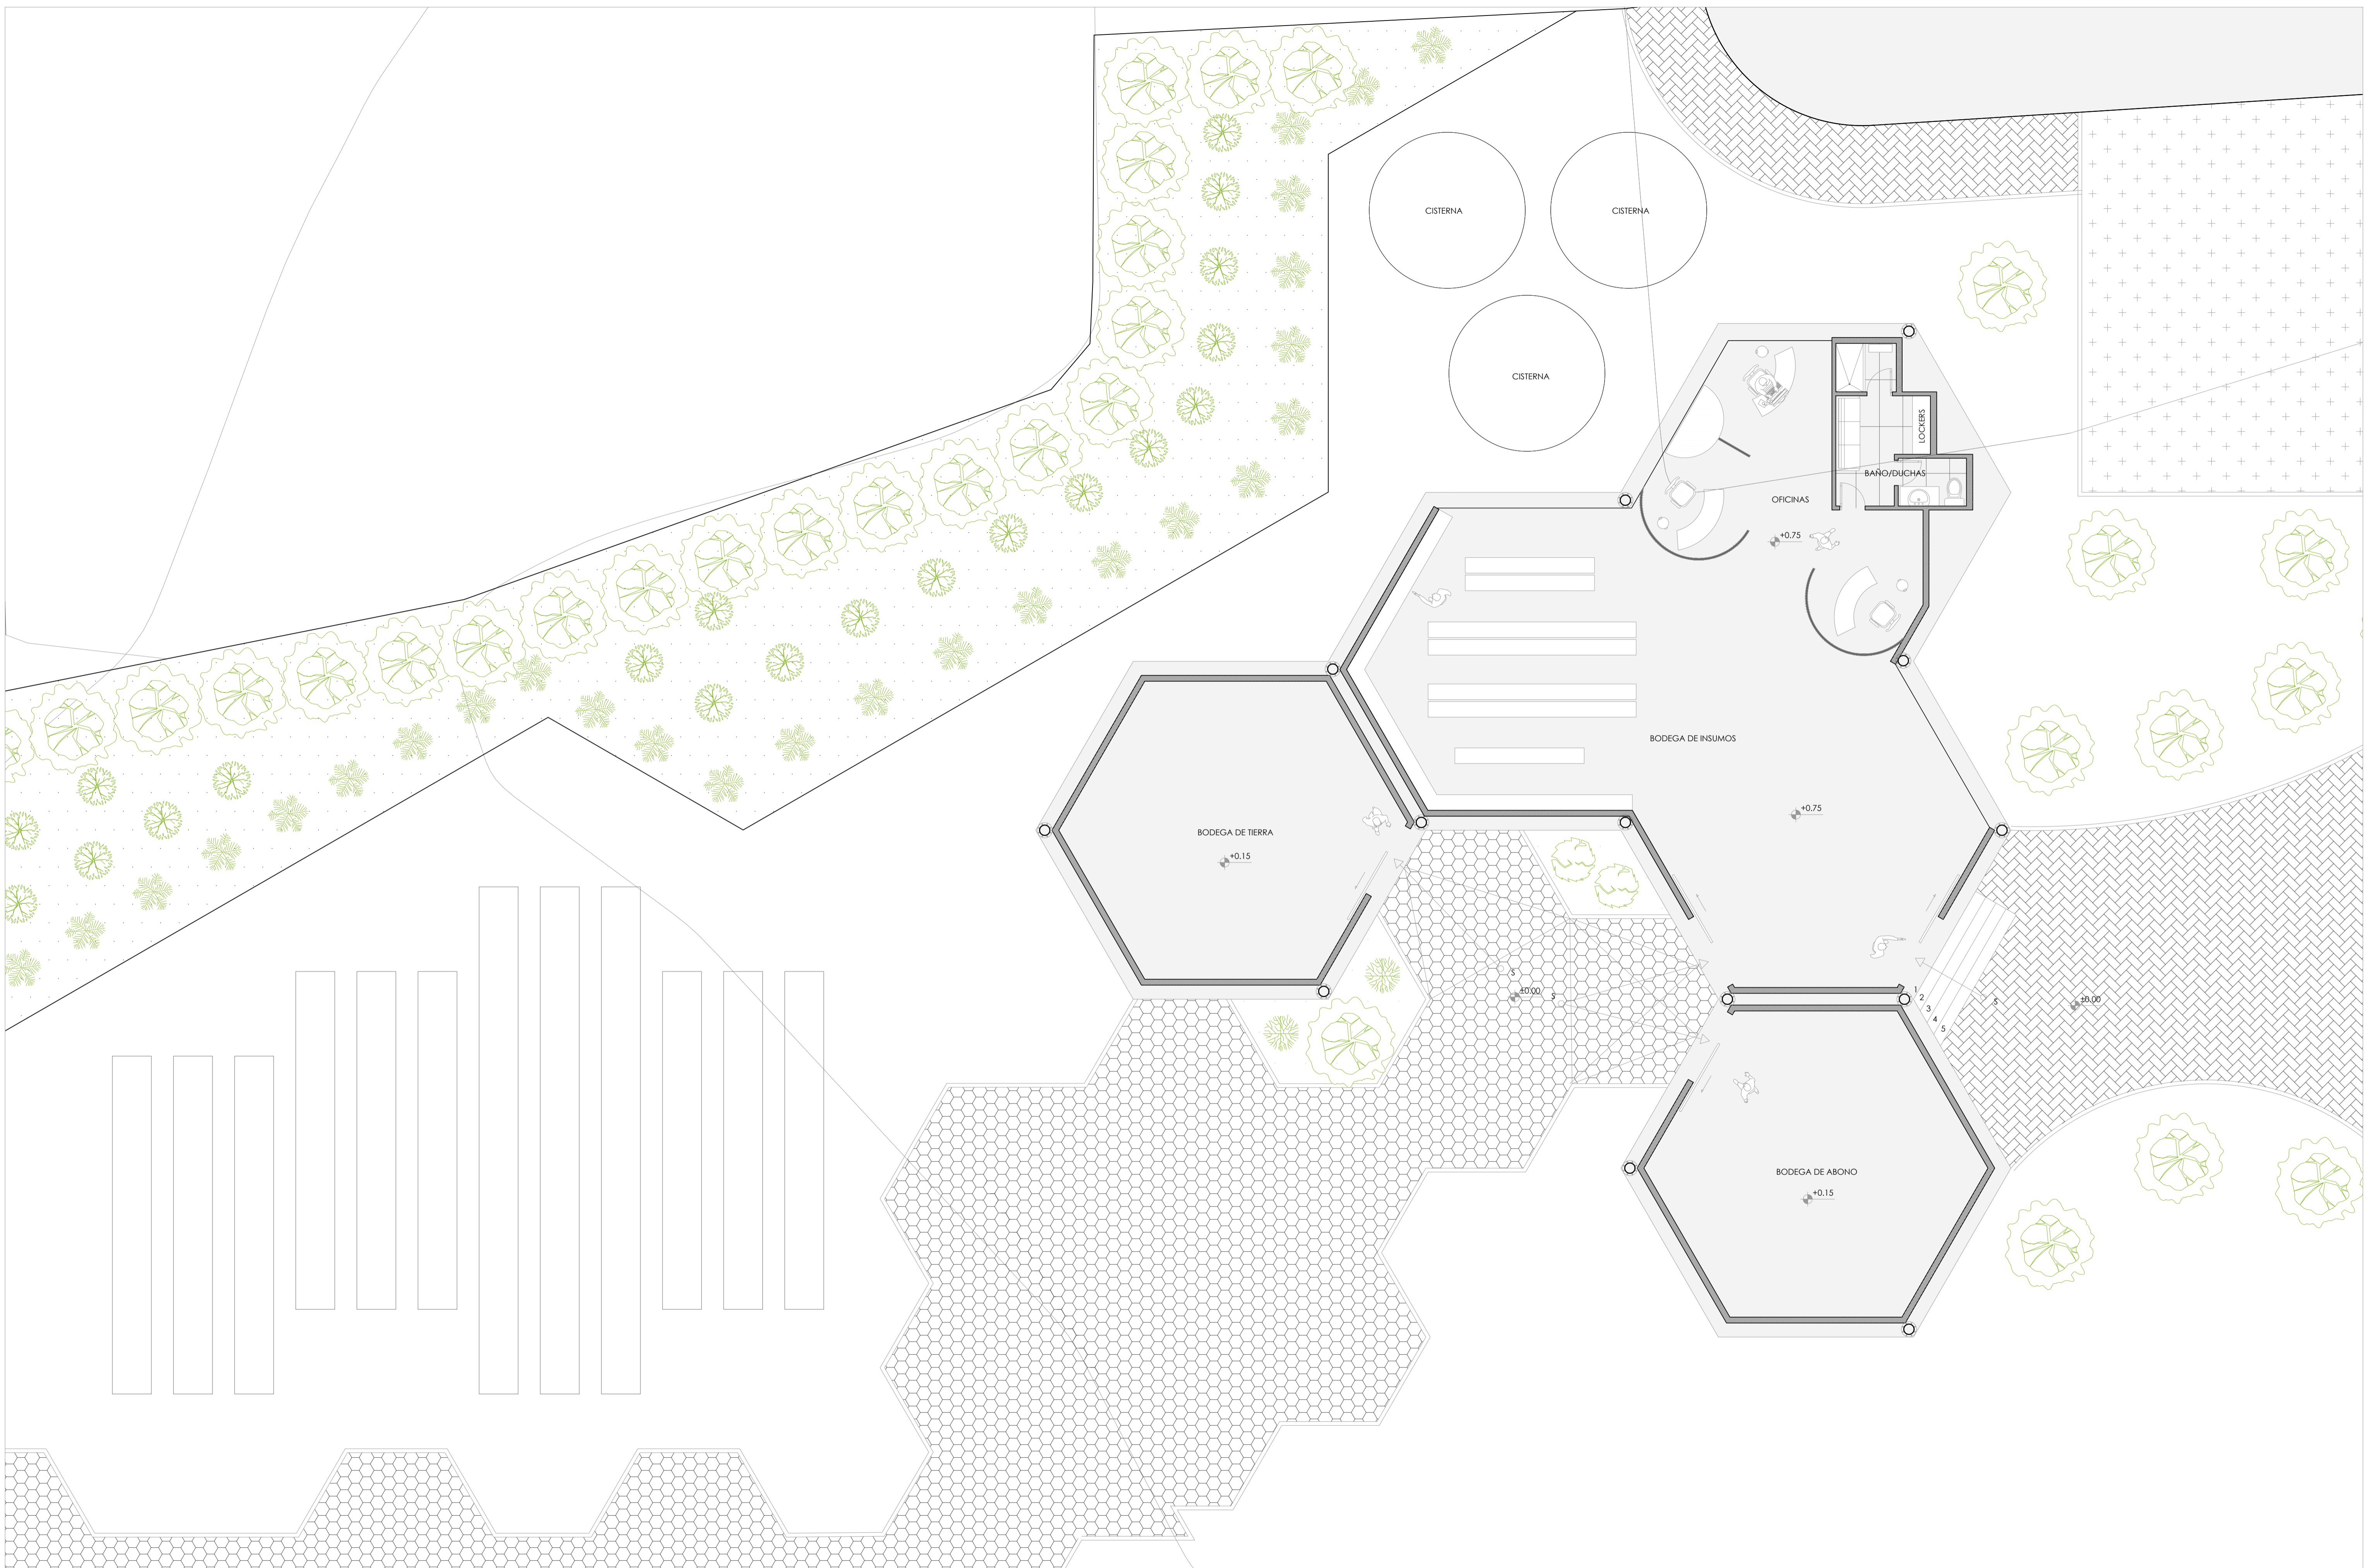 CISTERNA
CISTERNA
CISTERNA
LOCKERS
BAÑO/DUCHAS
OFICINAS
+0.75
BODEGA DE INSUMOS
+0.75
BODEGA DE TIERRA
+0.15
S
±0.00
S
1
2
3
4
5
S
±0.00
BODEGA DE ABONO
+0.15